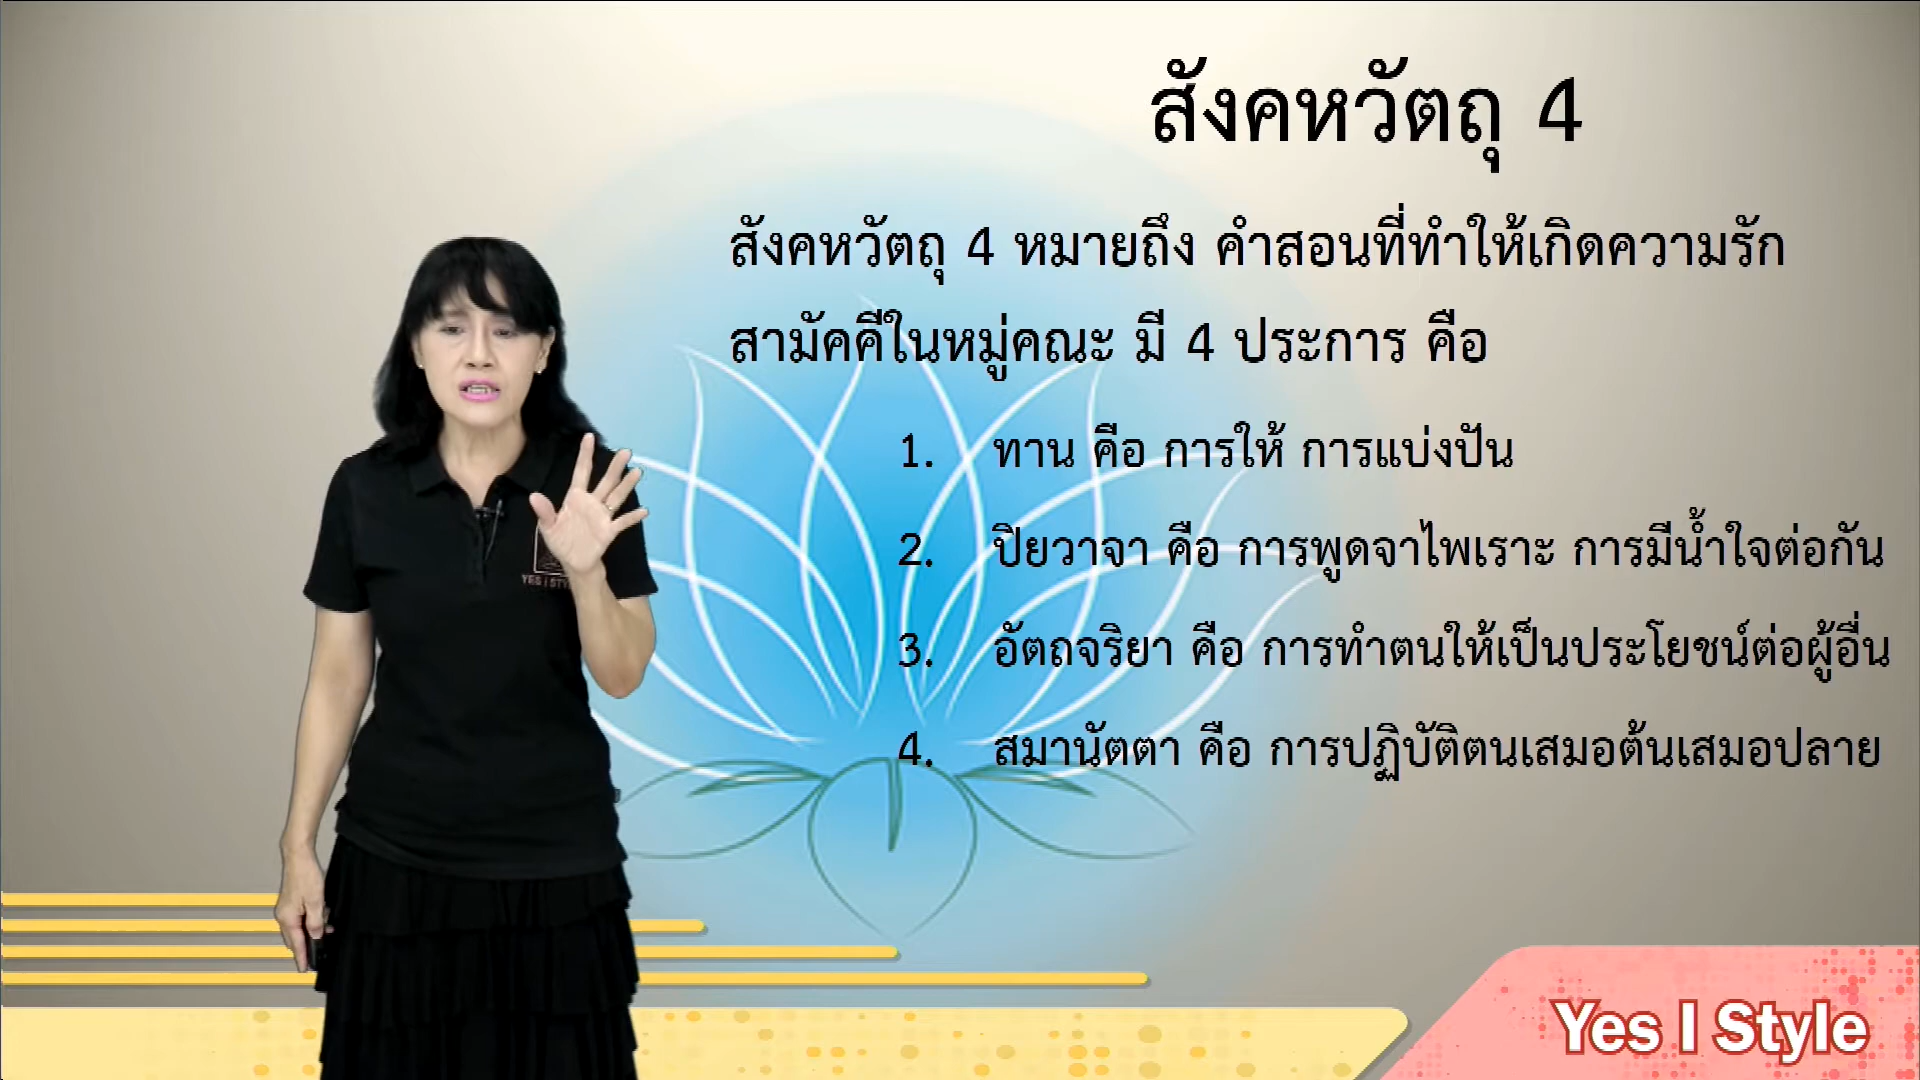 สังคหวัตถุ 4
สังคหวัตถุ 4 หมายถึง คำสอนที่ทำให้เกิดความรัก
สามัคคีในหมู่คณะ มี 4 ประการ คือ
1. ทาน คือ การให้ การแบ่งปัน
2. ปิยวาจา คือ การพูดจาไพเราะ การมีน้ำใจต่อกัน
3. อัตถจริยา คือ การทำตนให้เป็นประโยชน์ต่อผู้อื่น
4. สมานัตตา คือ การปฏิบัติตนเสมอต้นเสมอปลาย
YES I
Yes I Style